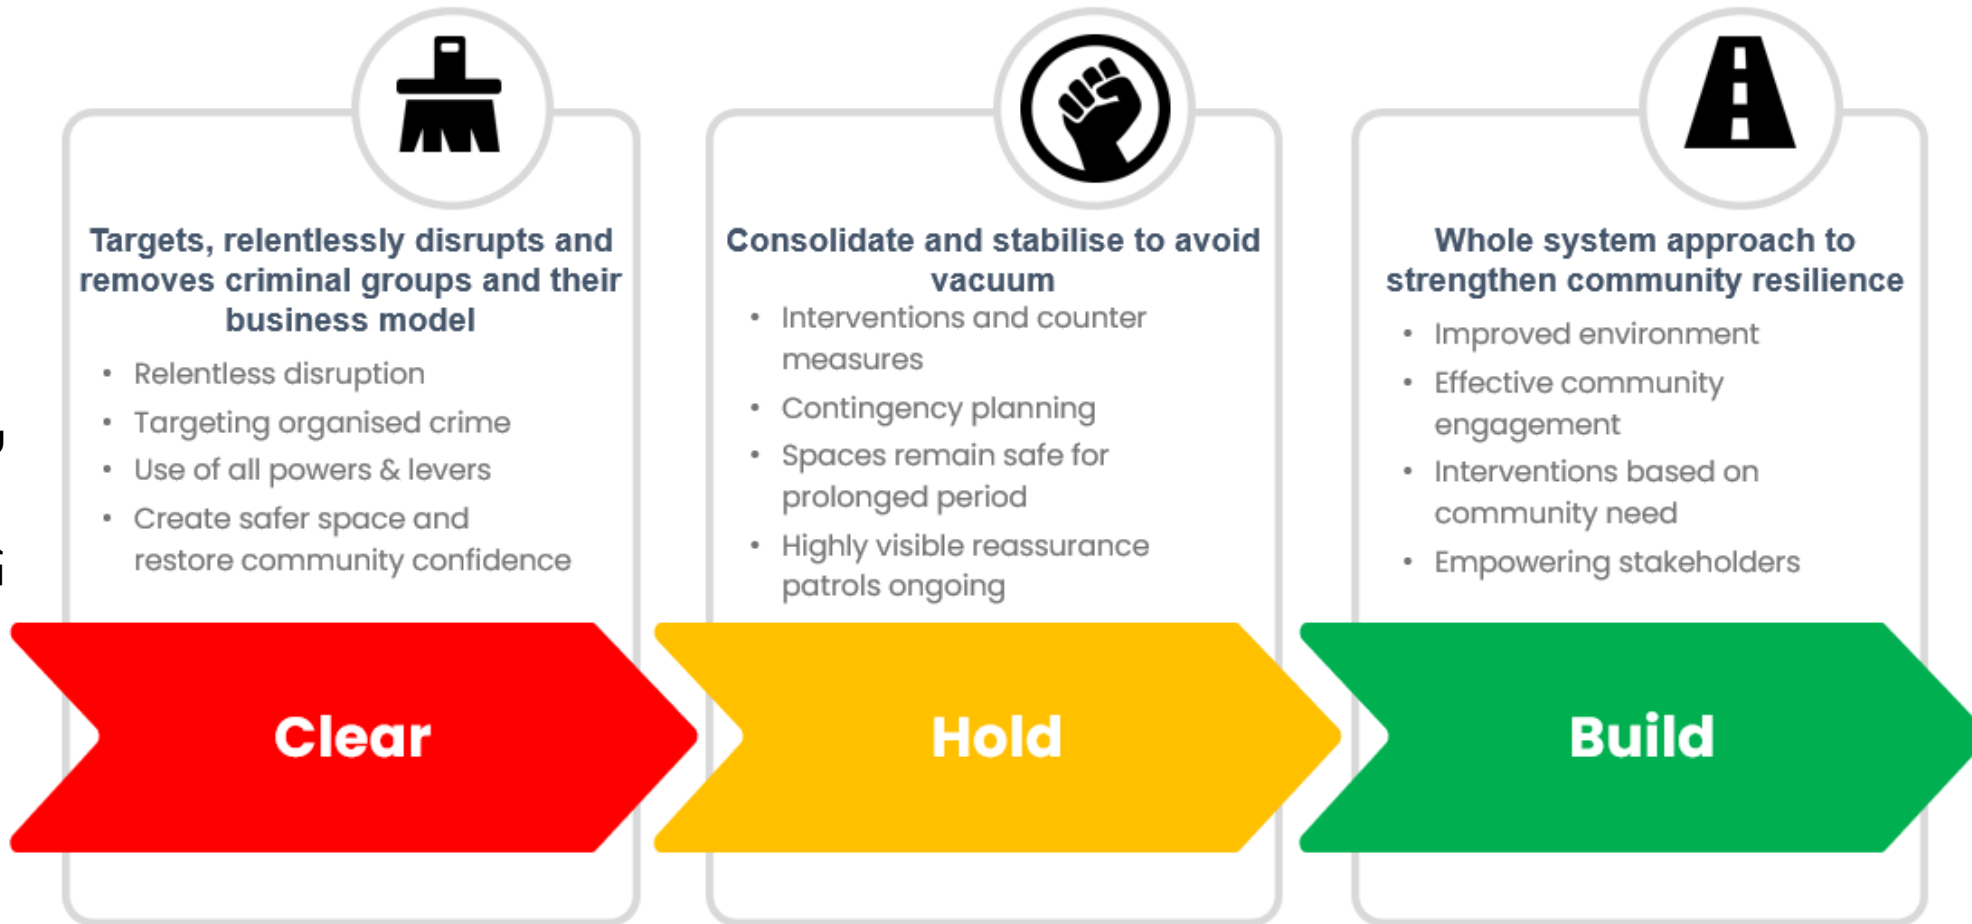 Targets, relentlessly disrupts and
removes criminal groups and their
business model
• Relentless disruption
• Targeting organised crime
• Use of all powers & levers
• Create safer space and
restore community confidence
Clear
Consolidate and stabilise to avoid
vacuum
• Interventions and counter
measures
• Contingency planning
• Spaces remain safe for
prolonged period
• Highly visible reassurance
patrols ongoing
Hold
Whole system approach to
strengthen community resilience
• Improved environment
• Effective community
engagement
• Interventions based on
community need
• Empowering stakeholders
Build